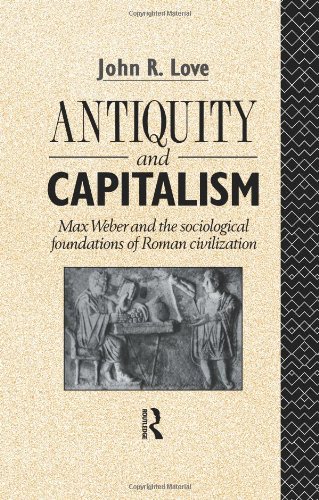 John R. Love
ANTIQUITY
and
CAPITALISM
Max Weber and the sociological
foundations of Roman civilization
ROUTLEDGE